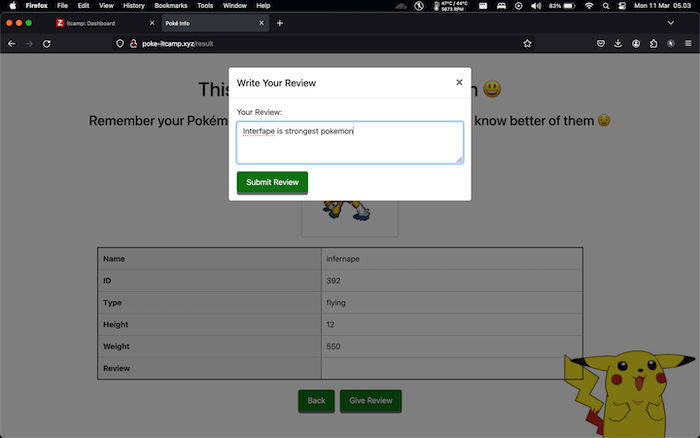 Firefox File Edit View History Bookmarks Tools Window Help 47°C / 44°C 5673 RPM 83% Mon 11 Mar 05.03
itcamp: Dashboard Poké Info
poke-itcamp.xyz/result
This 
Write Your Review
Remember your Pokém know better of them
Your Review:
Interfape is strongest pokemon
Submit Review
Name infernape
ID 392
Type flying
Height 12
Weight 550
Review
Back Give Review